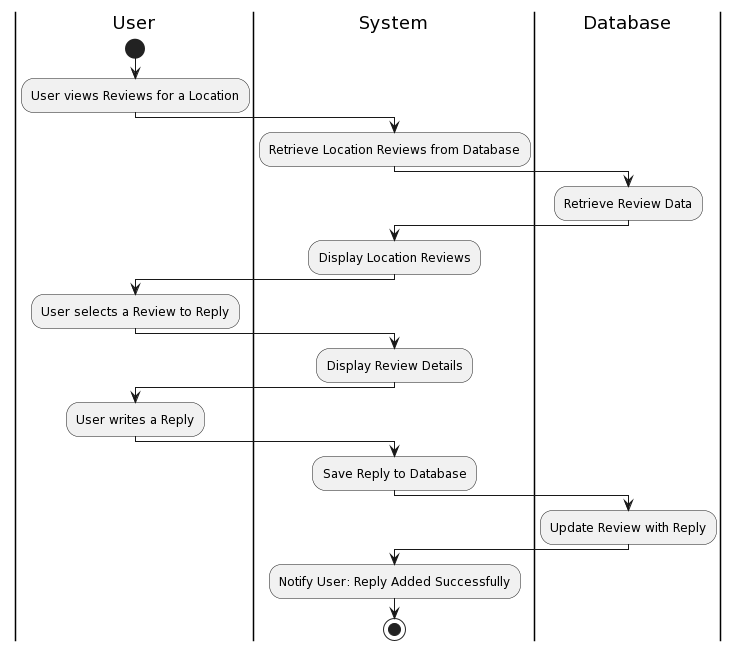 User
System
Database
User views Reviews for a Location
Retrieve Location Reviews from Database
Retrieve Review Data
Display Location Reviews
User selects a Review to Reply
Display Review Details
User writes a Reply
Save Reply to Database
Update Review with Reply
Notify User: Reply Added Successfully